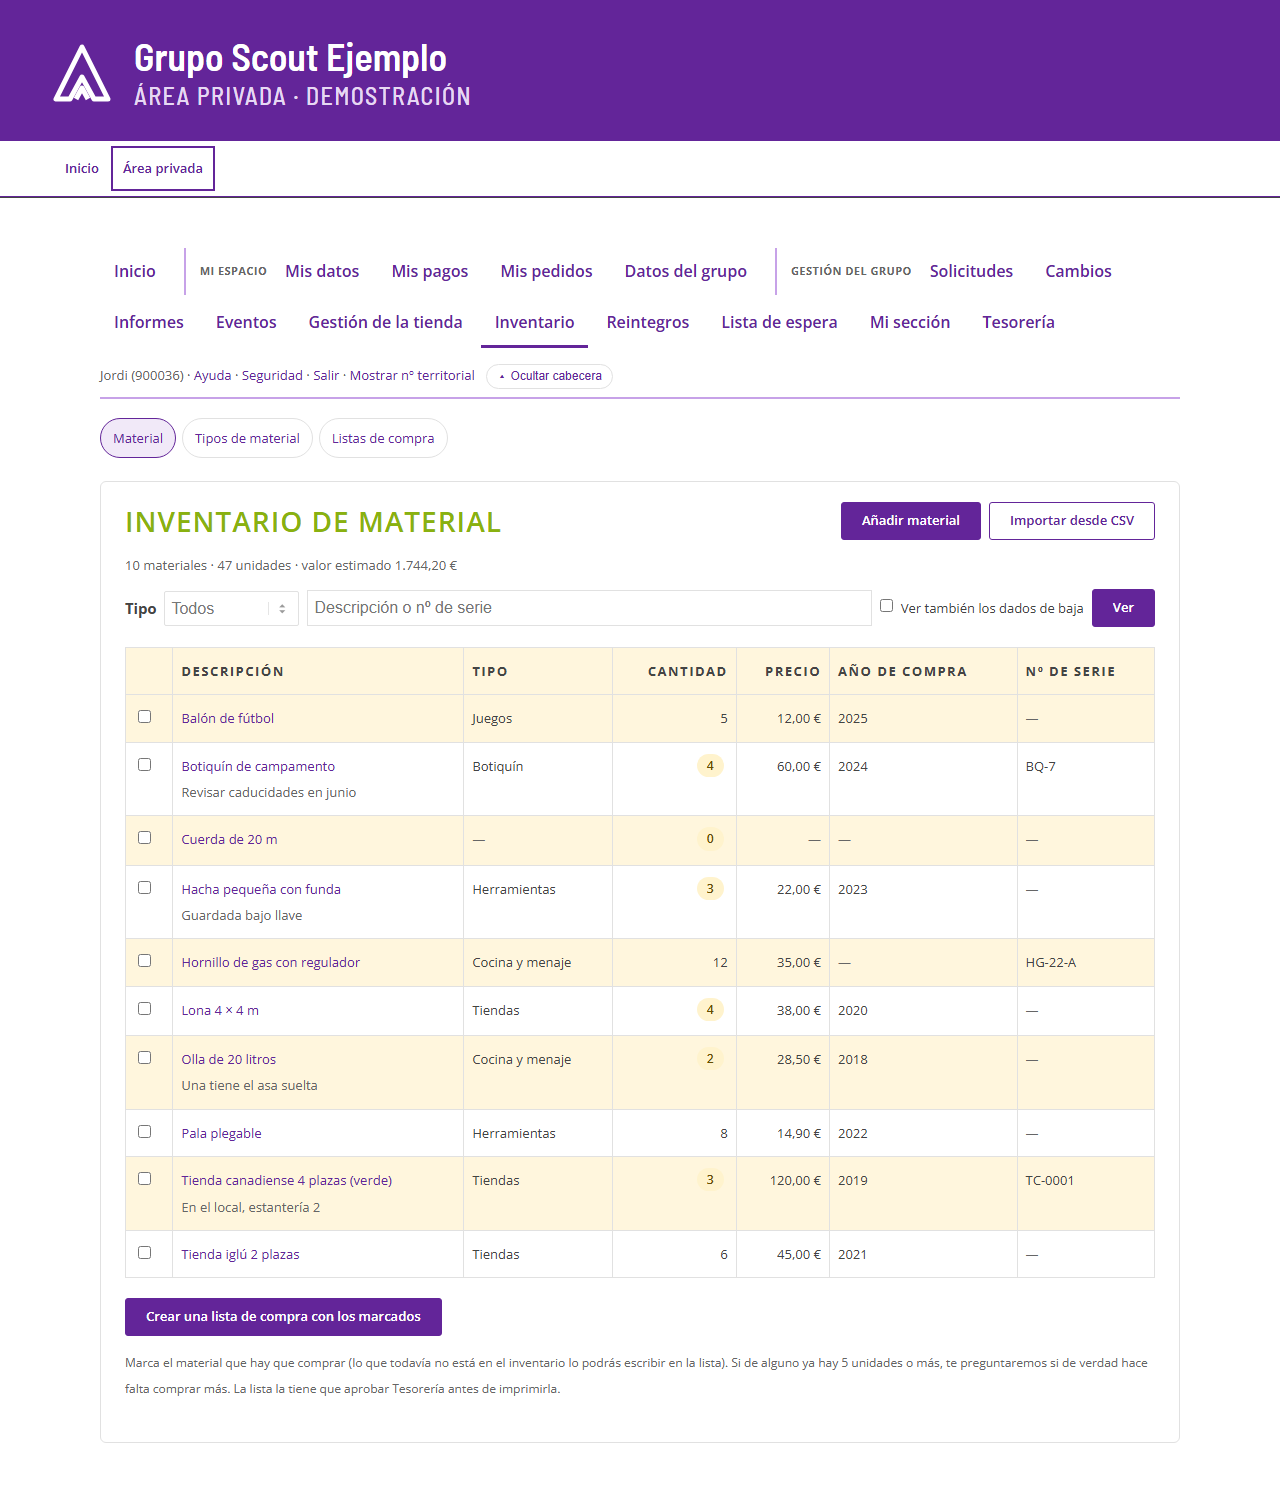 Grupo Scout Ejemplo
ÁREA PRIVADA · DEMOSTRACIÓN
Inicio Área privada
Inicio MI ESPACIO Mis datos Mis pagos Mis pedidos Datos del grupo GESTIÓN DEL GRUPO Solicitudes Cambios
Informes Eventos Gestión de la tienda Inventario Reintegros Lista de espera Mi sección Tesorería
Jordi (900036) · Ayuda · Seguridad · Salir · Mostrar nº territorial ▲ Ocultar cabecera
Material Tipos de material Listas de compra
INVENTARIO DE MATERIAL Añadir material Importar desde CSV
10 materiales · 47 unidades · valor estimado 1.744,20 €
Tipo Todos Descripción o nº de serie Ver también los dados de baja Ver
DESCRIPCIÓN TIPO CANTIDAD PRECIO AÑO DE COMPRA Nº DE SERIE
Balón de fútbol Juegos 5 12,00 € 2025 —
Botiquín de campamento Botiquín 4 60,00 € 2024 BQ-7
Revisar caducidades en junio
Cuerda de 20 m — 0 — — —
Hacha pequeña con funda Herramientas 3 22,00 € 2023 —
Guardada bajo llave
Hornillo de gas con regulador Cocina y menaje 12 35,00 € — HG-22-A
Lona 4 × 4 m Tiendas 4 38,00 € 2020 —
Olla de 20 litros Cocina y menaje 2 28,50 € 2018 —
Una tiene el asa suelta
Pala plegable Herramientas 8 14,90 € 2022 —
Tienda canadiense 4 plazas (verde) Tiendas 3 120,00 € 2019 TC-0001
En el local, estantería 2
Tienda iglú 2 plazas Tiendas 6 45,00 € 2021 —
Crear una lista de compra con los marcados
Marca el material que hay que comprar (lo que todavía no está en el inventario lo podrás escribir en la lista). Si de alguno ya hay 5 unidades o más, te preguntaremos si de verdad hace
falta comprar más. La lista la tiene que aprobar Tesorería antes de imprimirla.